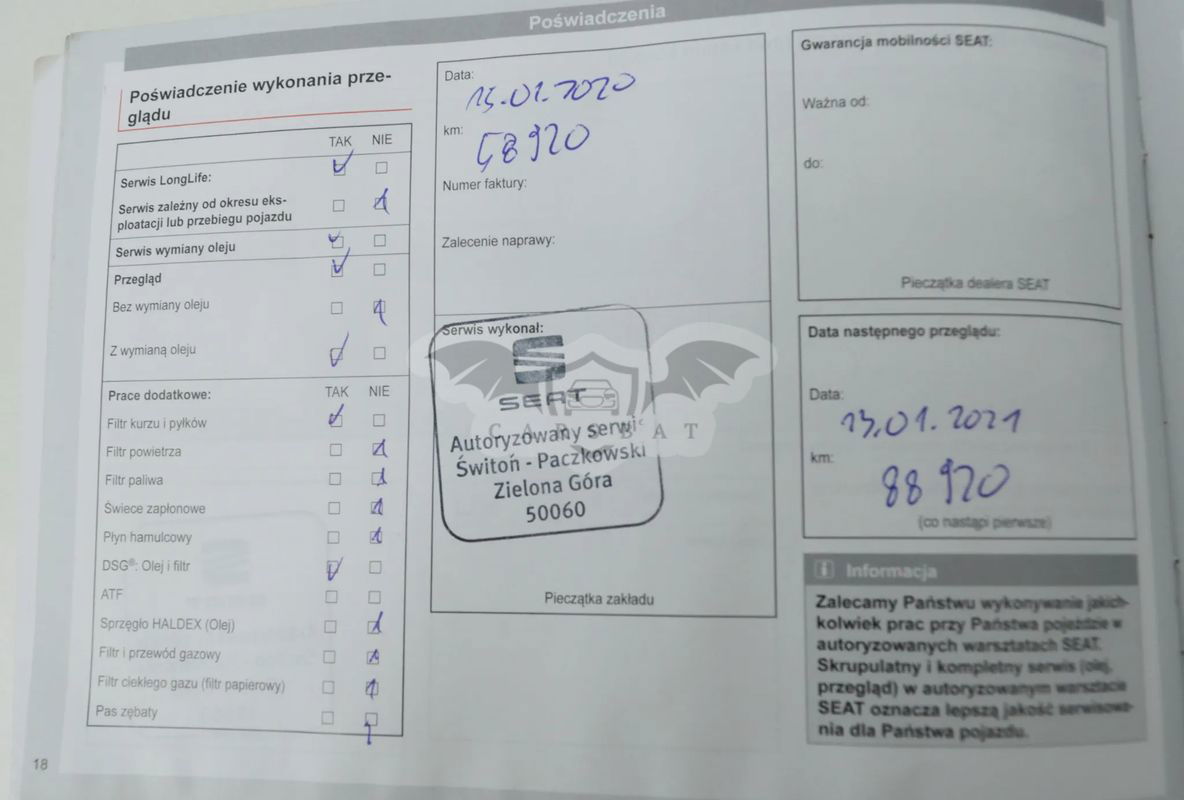 Poświadczenia
Poświadczenie wykonania prze-
glądu
TAK NIE
Serwis LongLife:
Serwis zależny od okresu eks-
ploatacji lub przebiegu pojazdu
Serwis wymiany oleju
Przegląd
Bez wymiany oleju
Z wymianą oleju
Prace dodatkowe: TAK NIE
Filtr kurzu i pyłków
Filtr powietrza
Filtr paliwa
Świece zapłonowe
Płyn hamulcowy
DSG®: Olej i filtr
ATF
Sprzęgło HALDEX (Olej)
Filtr i przewód gazowy
Filtr ciekłego gazu (filtr papierowy)
Pas zębaty
18
Data:
15.01.2020
km:
58 920
Numer faktury:
Zalecenie naprawy:
Serwis wykonał:
SEAT
CARGBAT
Autoryzowany serwis
Świtoń - Paczkowski
Zielona Góra
50060
Pieczątka zakładu
Gwarancja mobilności SEAT:
Ważna od:
do:
Pieczątka dealera SEAT
Data następnego przeglądu:
Data:
13.01.2021
km:
88 920
(co nastąpi pierwsze)
i Informacja
Zalecamy Państwu wykonywanie jakich-
kolwiek prac przy Państwa pojeździe w
autoryzowanych warsztatach SEAT.
Skrupulatny i kompletny serwis (olej,
przegląd) w autoryzowanym warsztacie
SEAT oznacza lepszą jakość serwisowa-
nia dla Państwa pojazdu.